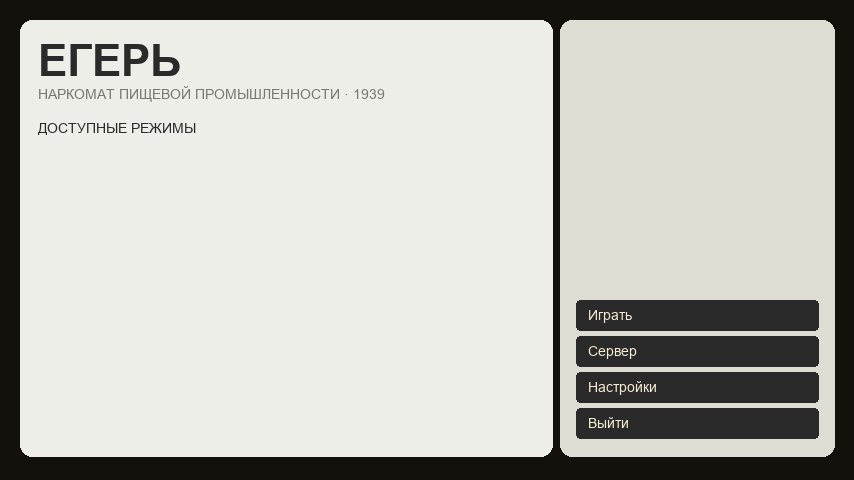 ЕГЕРЬ
НАРКОМАТ ПИЩЕВОЙ ПРОМЫШЛЕННОСТИ · 1939
ДОСТУПНЫЕ РЕЖИМЫ
Играть
Сервер
Настройки
Выйти